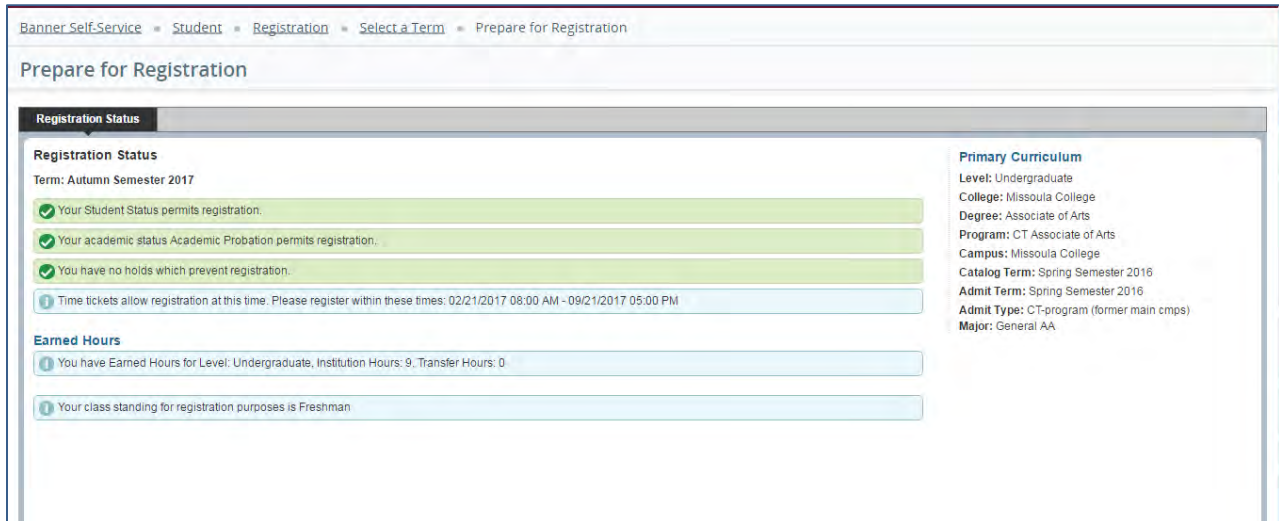 Banner Self-Service Student Registration Select a Term Prepare for Registration
Prepare for Registration
Registration Status
Registration Status
Term: Autumn Semester 2017
Your Student Status permits registration.
Your academic status Academic Probation permits registration.
You have no holds which prevent registration.
Time tickets allow registration at this time. Please register within these times: 02/21/2017 08:00 AM - 09/21/2017 05:00 PM
Earned Hours
You have Earned Hours for Level: Undergraduate, Institution Hours: 9, Transfer Hours: 0
Your class standing for registration purposes is Freshman
Primary Curriculum
Level: Undergraduate
College: Missoula College
Degree: Associate of Arts
Program: CT Associate of Arts
Campus: Missoula College
Catalog Term: Spring Semester 2016
Admit Term: Spring Semester 2016
Admit Type: CT-program (former main cmps)
Major: General AA